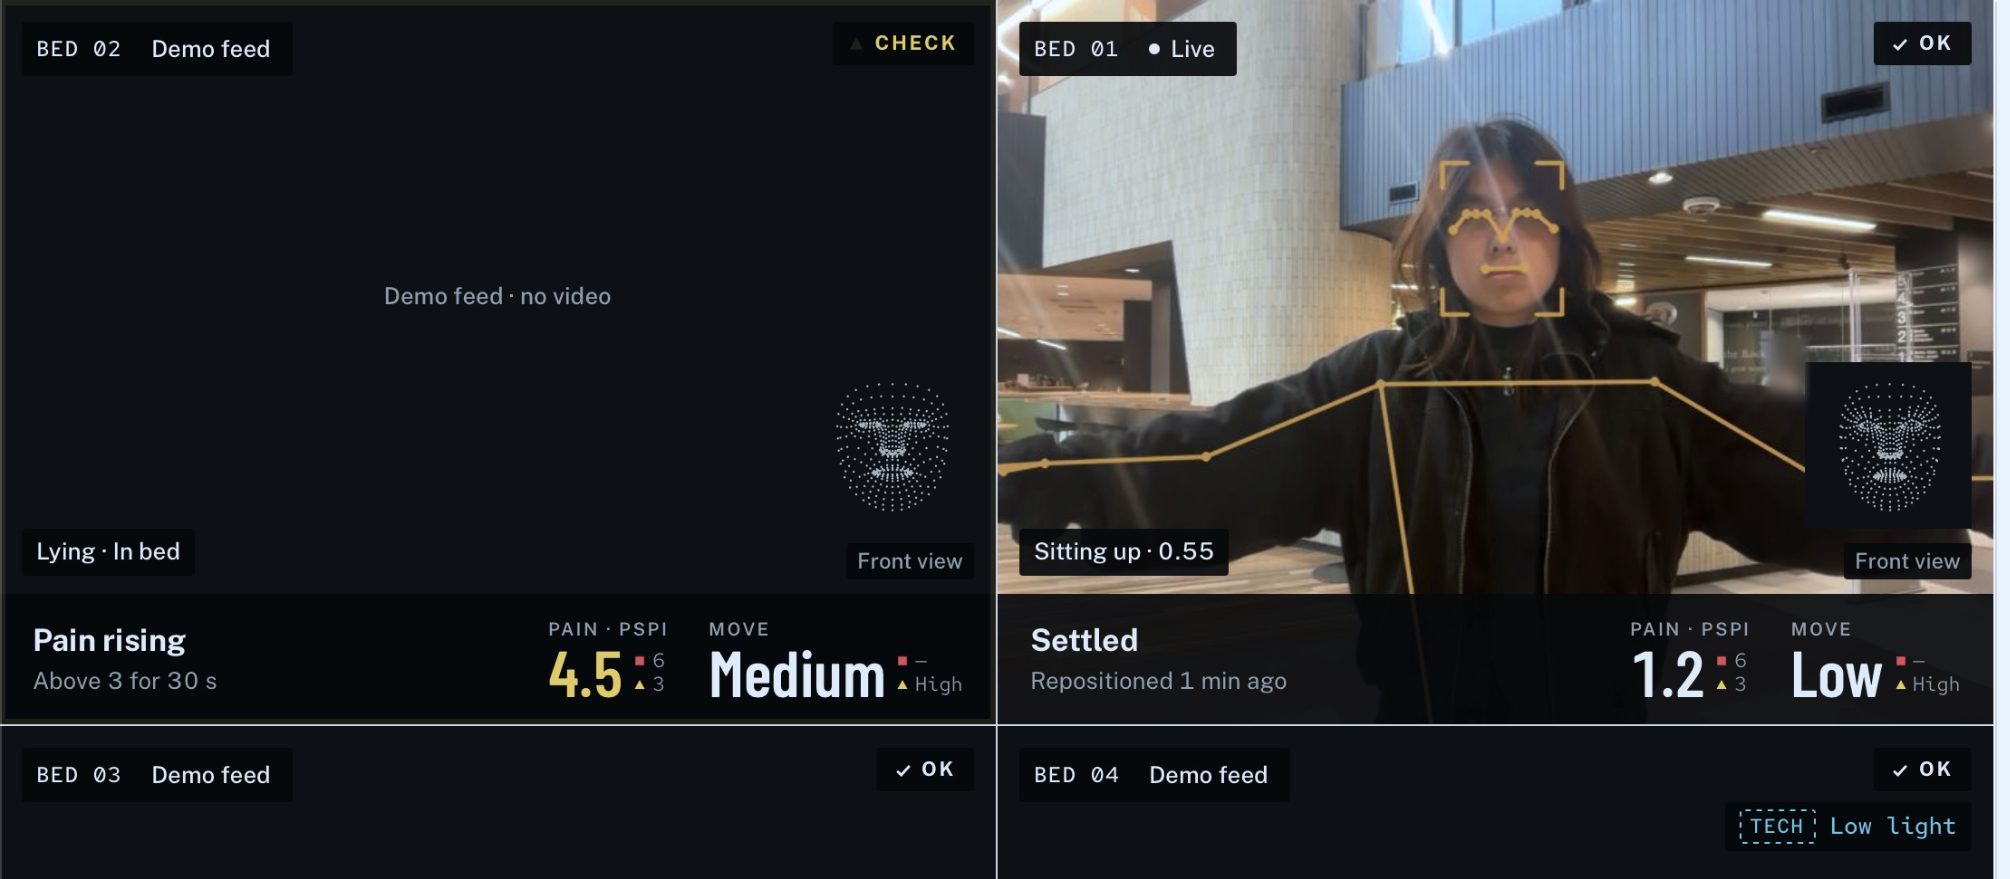 BED 02 Demo feed
▲ CHECK
Demo feed · no video
Lying · In bed
Front view
Pain rising
Above 3 for 30 s
PAIN · PSPI
4.5
■ 6
▲ 3
MOVE
Medium
■ –
▲ High
BED 01 ● Live
✓ OK
Sitting up · 0.55
Front view
Settled
Repositioned 1 min ago
PAIN · PSPI
1.2
■ 6
▲ 3
MOVE
Low
■ –
▲ High
BED 03 Demo feed
✓ OK
BED 04 Demo feed
✓ OK
TECH Low light